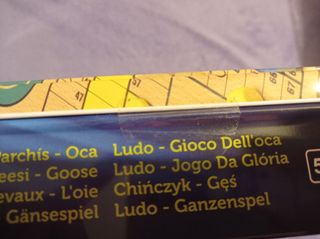 Parchís - Oca Ludo - Gioco Dell'oca
eesi - Goose Ludo - Jogo Da Glória
evaux - L'oie Chińczyk - Gęś
Gänsespiel Ludo - Ganzenspel
5